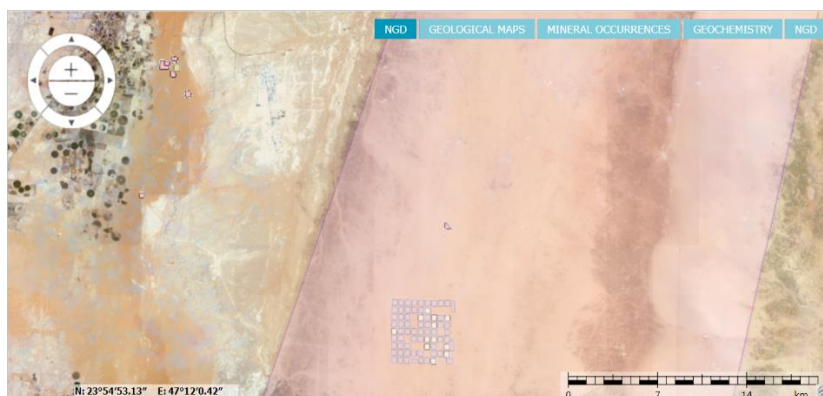 NGD GEOLOGICAL MAPS MINERAL OCCURRENCES GEOCHEMISTRY NGD
N: 23°54'53.13" E: 47°12'0.42"
0 7 14 km